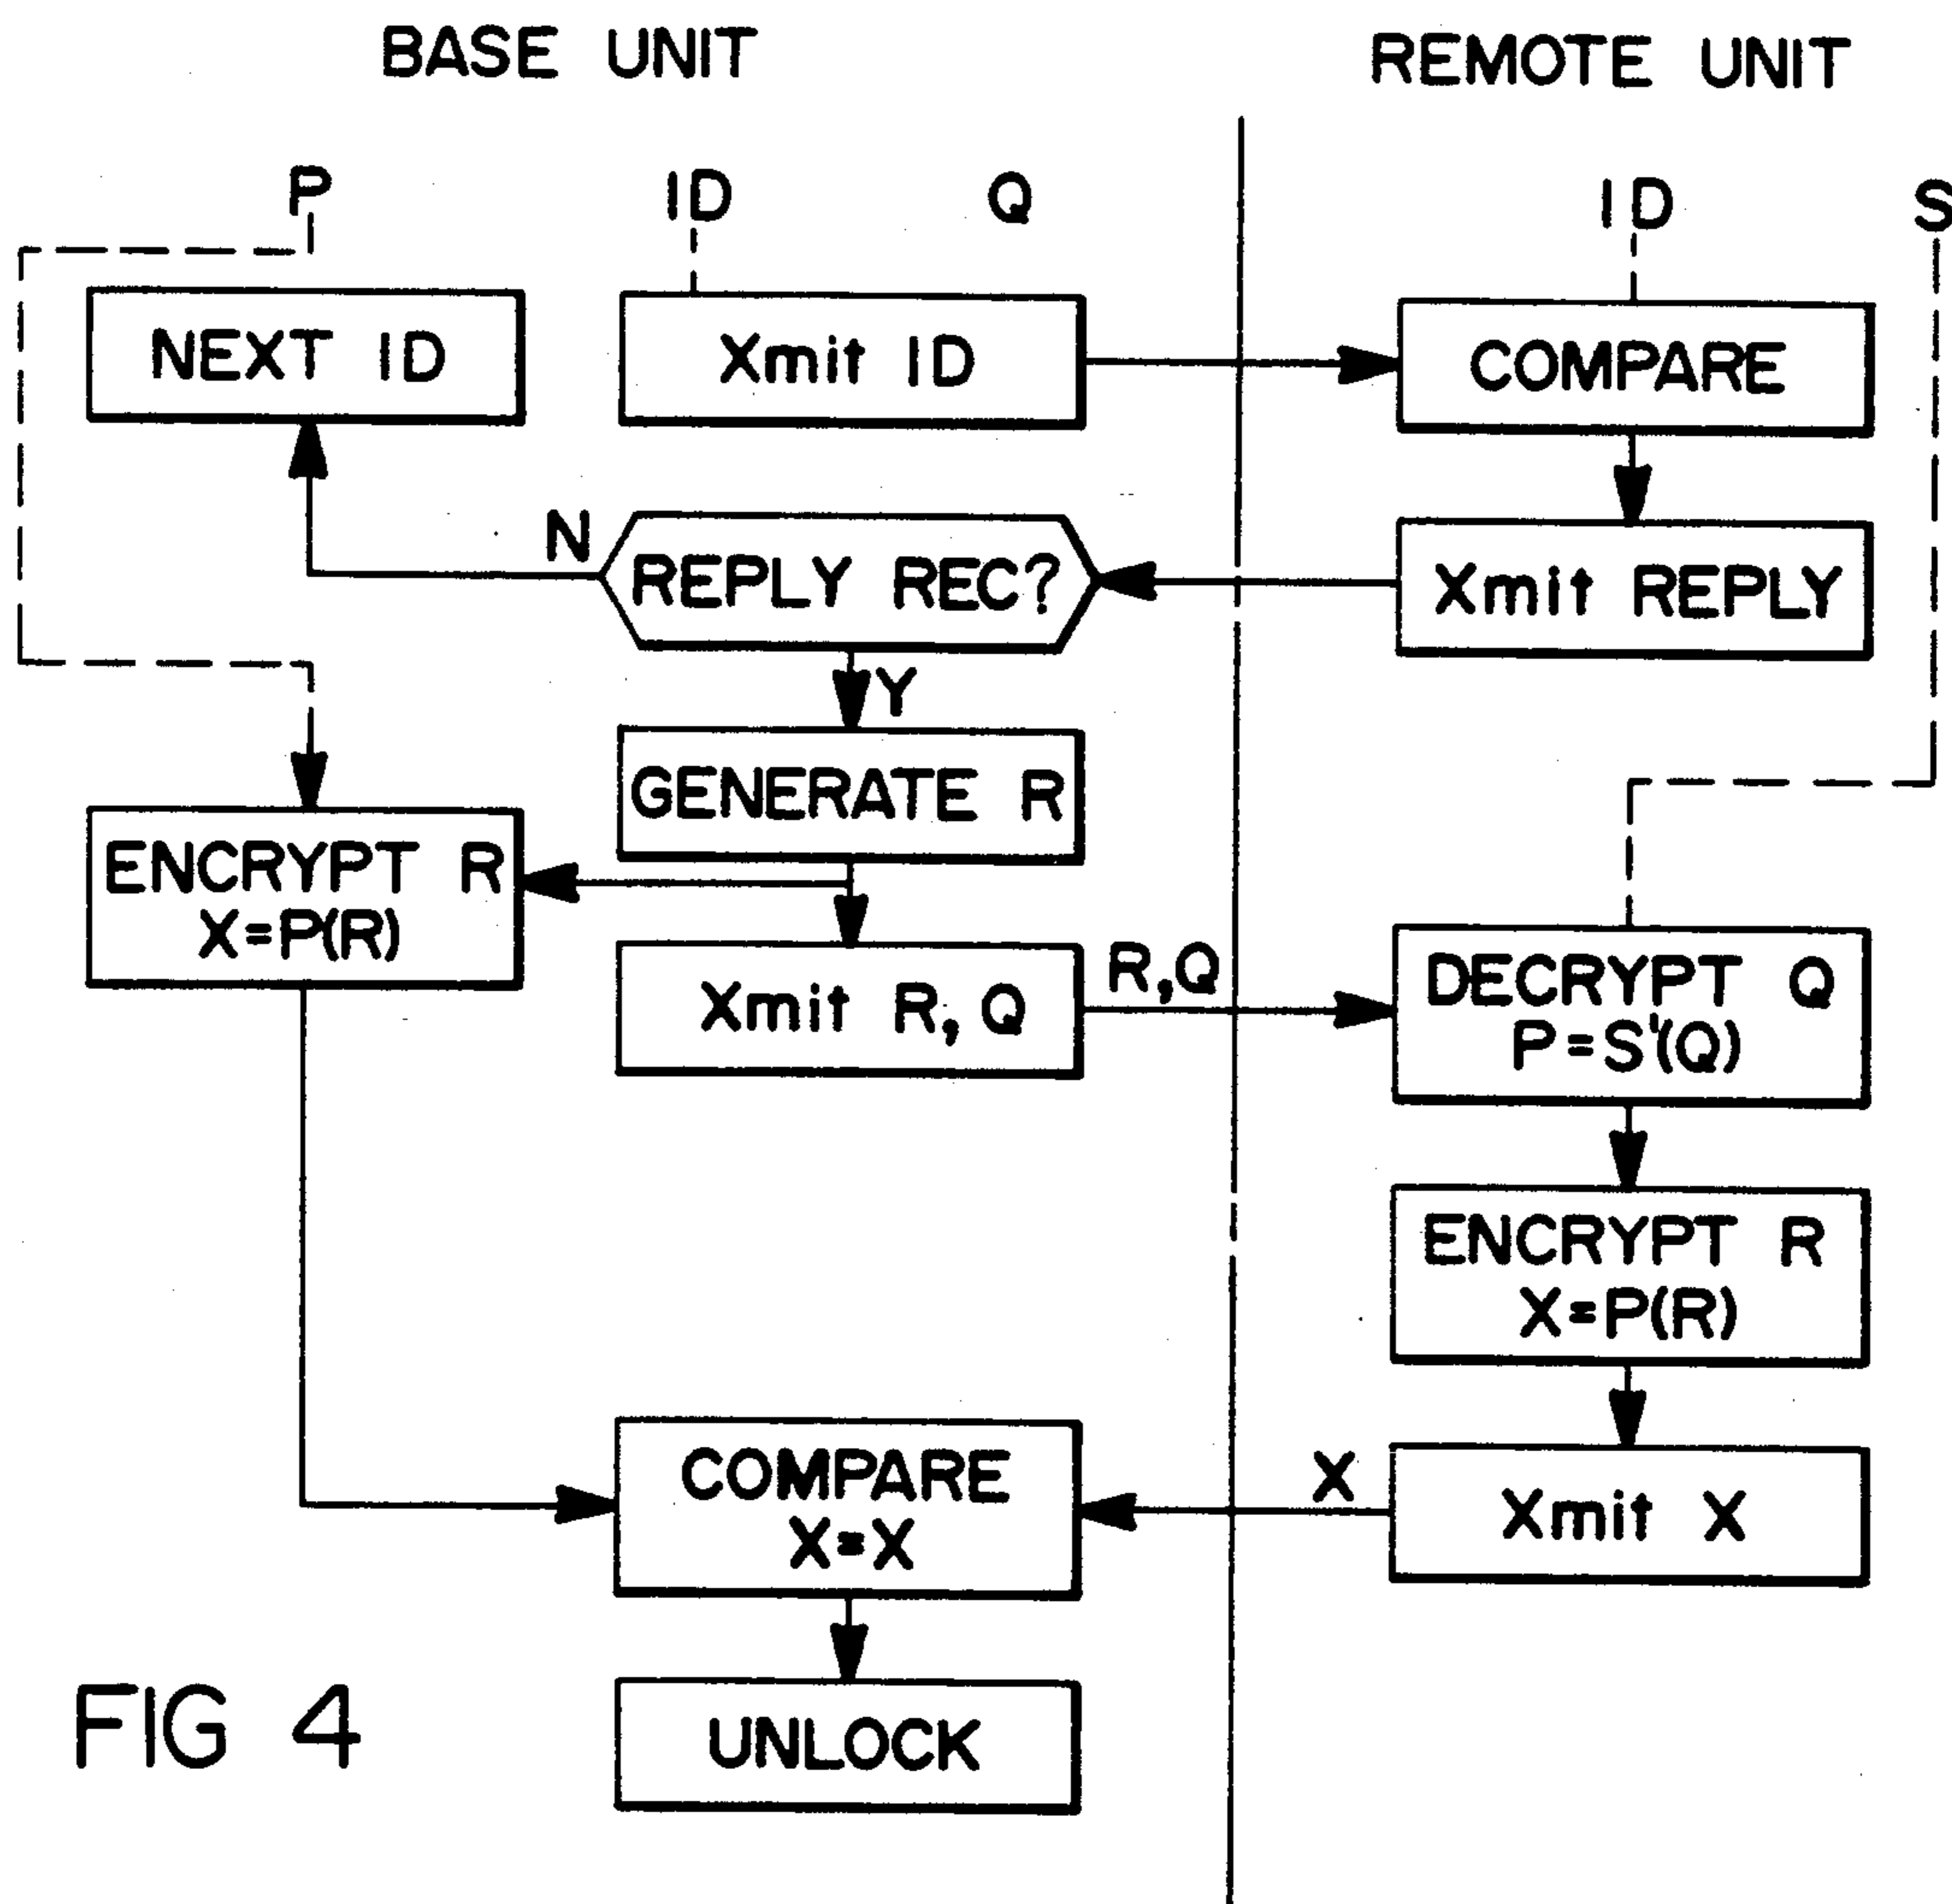 BASE UNIT
REMOTE UNIT
P
ID
Q
ID
S
NEXT ID
Xmit ID
COMPARE
N
REPLY REC?
Xmit REPLY
Y
GENERATE R
ENCRYPT R
X=P(R)
Xmit R, Q
R,Q
DECRYPT Q
P=S'(Q)
ENCRYPT R
X=P(R)
COMPARE
X=X
X
Xmit X
UNLOCK
FIG 4